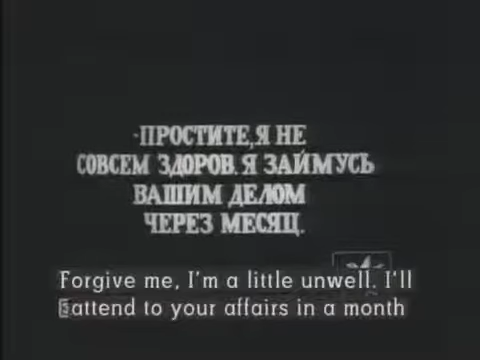 -ПРОСТИТЕ, Я НЕ
СОВСЕМ ЗДОРОВ. Я ЗАЙМУСЬ
ВАШИМ ДЕЛОМ
ЧЕРЕЗ МЕСЯЦ.
Forgive me, I'm a little unwell. I'll
attend to your affairs in a month